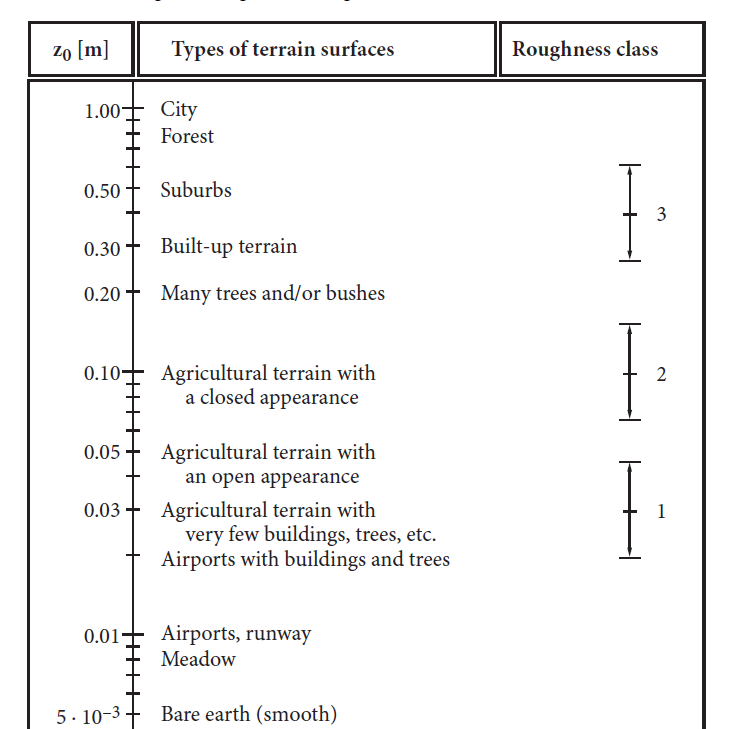 z0 [m] Types of terrain surfaces Roughness class
1.00 City
Forest
0.50 Suburbs
3
0.30 Built-up terrain
0.20 Many trees and/or bushes
0.10 Agricultural terrain with 2
a closed appearance
0.05 Agricultural terrain with
an open appearance
0.03 Agricultural terrain with 1
very few buildings, trees, etc.
Airports with buildings and trees
0.01 Airports, runway
Meadow
5 · 10–3 Bare earth (smooth)